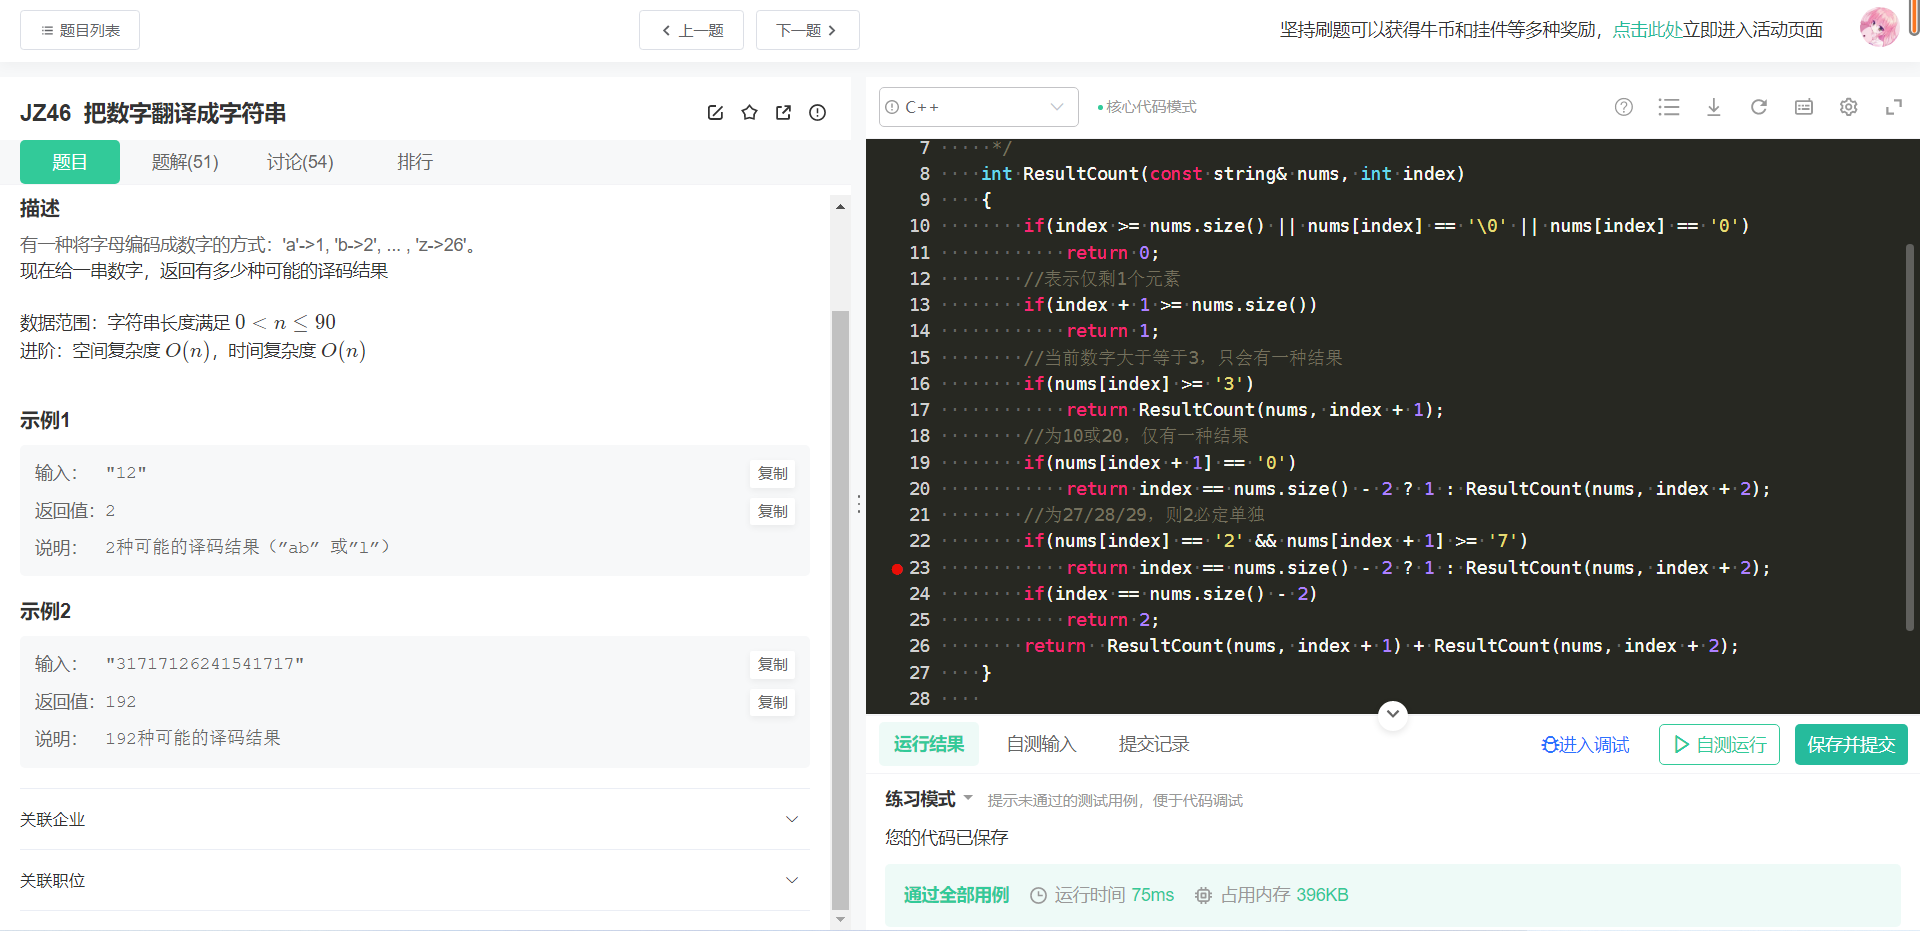 题目列表
上一题
下一题
坚持刷题可以获得牛币和挂件等多种奖励，点击此处立即进入活动页面
JZ46 把数字翻译成字符串
题目
题解(51)
讨论(54)
排行
描述
有一种将字母编码成数字的方式：'a'->1, 'b->2', ... , 'z->26'。
现在给一串数字，返回有多少种可能的译码结果
数据范围：字符串长度满足 0 < n ≤ 90
进阶：空间复杂度 O(n)，时间复杂度 O(n)
示例1
输入： "12"
复制
返回值： 2
复制
说明： 2种可能的译码结果（”ab” 或”l”）
示例2
输入： "31717126241541717"
复制
返回值： 192
复制
说明： 192种可能的译码结果
关联企业
关联职位
C++
核心代码模式
7 */
8 int ResultCount(const string& nums, int index)
9 {
10 if(index >= nums.size() || nums[index] == '\0' || nums[index] == '0')
11 return 0;
12 //表示仅剩1个元素
13 if(index + 1 >= nums.size())
14 return 1;
15 //当前数字大于等于3，只会有一种结果
16 if(nums[index] >= '3')
17 return ResultCount(nums, index + 1);
18 //为10或20，仅有一种结果
19 if(nums[index + 1] == '0')
20 return index == nums.size() - 2 ? 1 : ResultCount(nums, index + 2);
21 //为27/28/29，则2必定单独
22 if(nums[index] == '2' && nums[index + 1] >= '7')
23 return index == nums.size() - 2 ? 1 : ResultCount(nums, index + 2);
24 if(index == nums.size() - 2)
25 return 2;
26 return ResultCount(nums, index + 1) + ResultCount(nums, index + 2);
27 }
28
运行结果
自测输入
提交记录
进入调试
自测运行
保存并提交
练习模式
提示未通过的测试用例，便于代码调试
您的代码已保存
通过全部用例
运行时间 75ms
占用内存 396KB